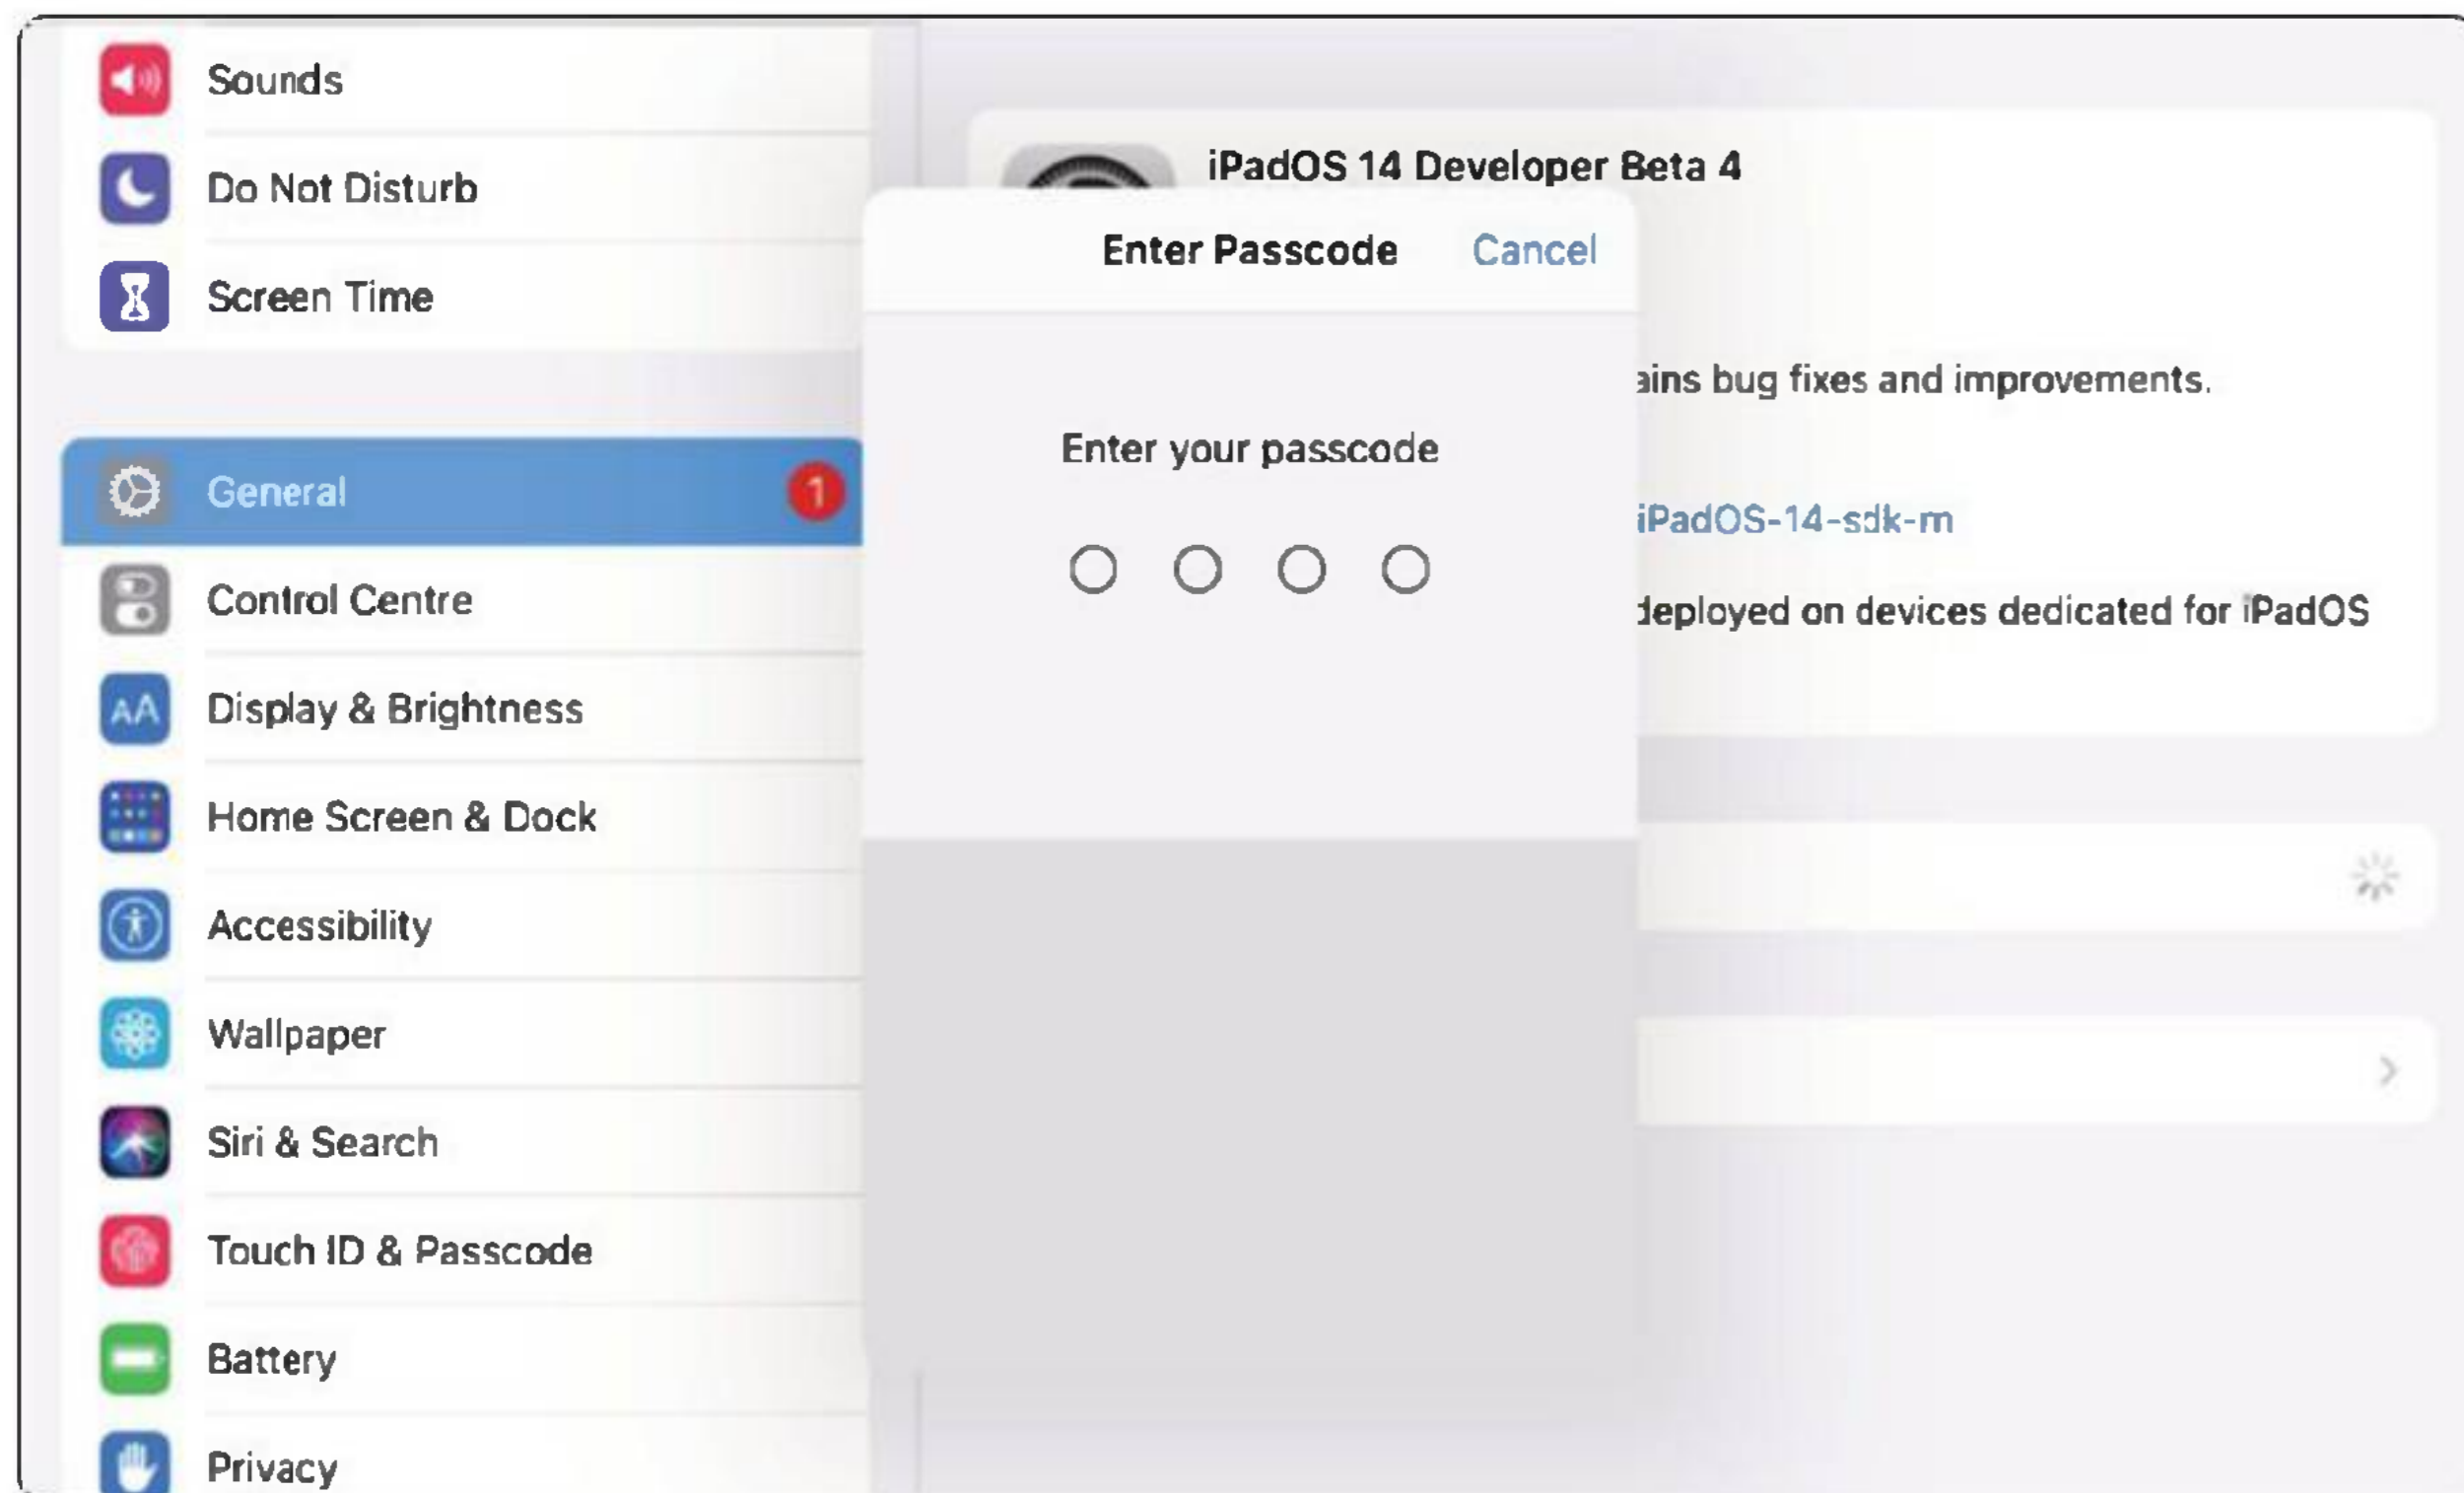 Sounds
Do Not Disturb
Screen Time
General
1
Control Centre
AA Display & Brightness
Home Screen & Dock
Accessibility
Wallpaper
Siri & Search
Touch ID & Passcode
Battery
Privacy
iPadOS 14 Developer Beta 4
Enter Passcode Cancel
Enter your passcode
bug fixes and improvements.
iPadOS-14-sdk-m
on devices dedicated for iPadOS